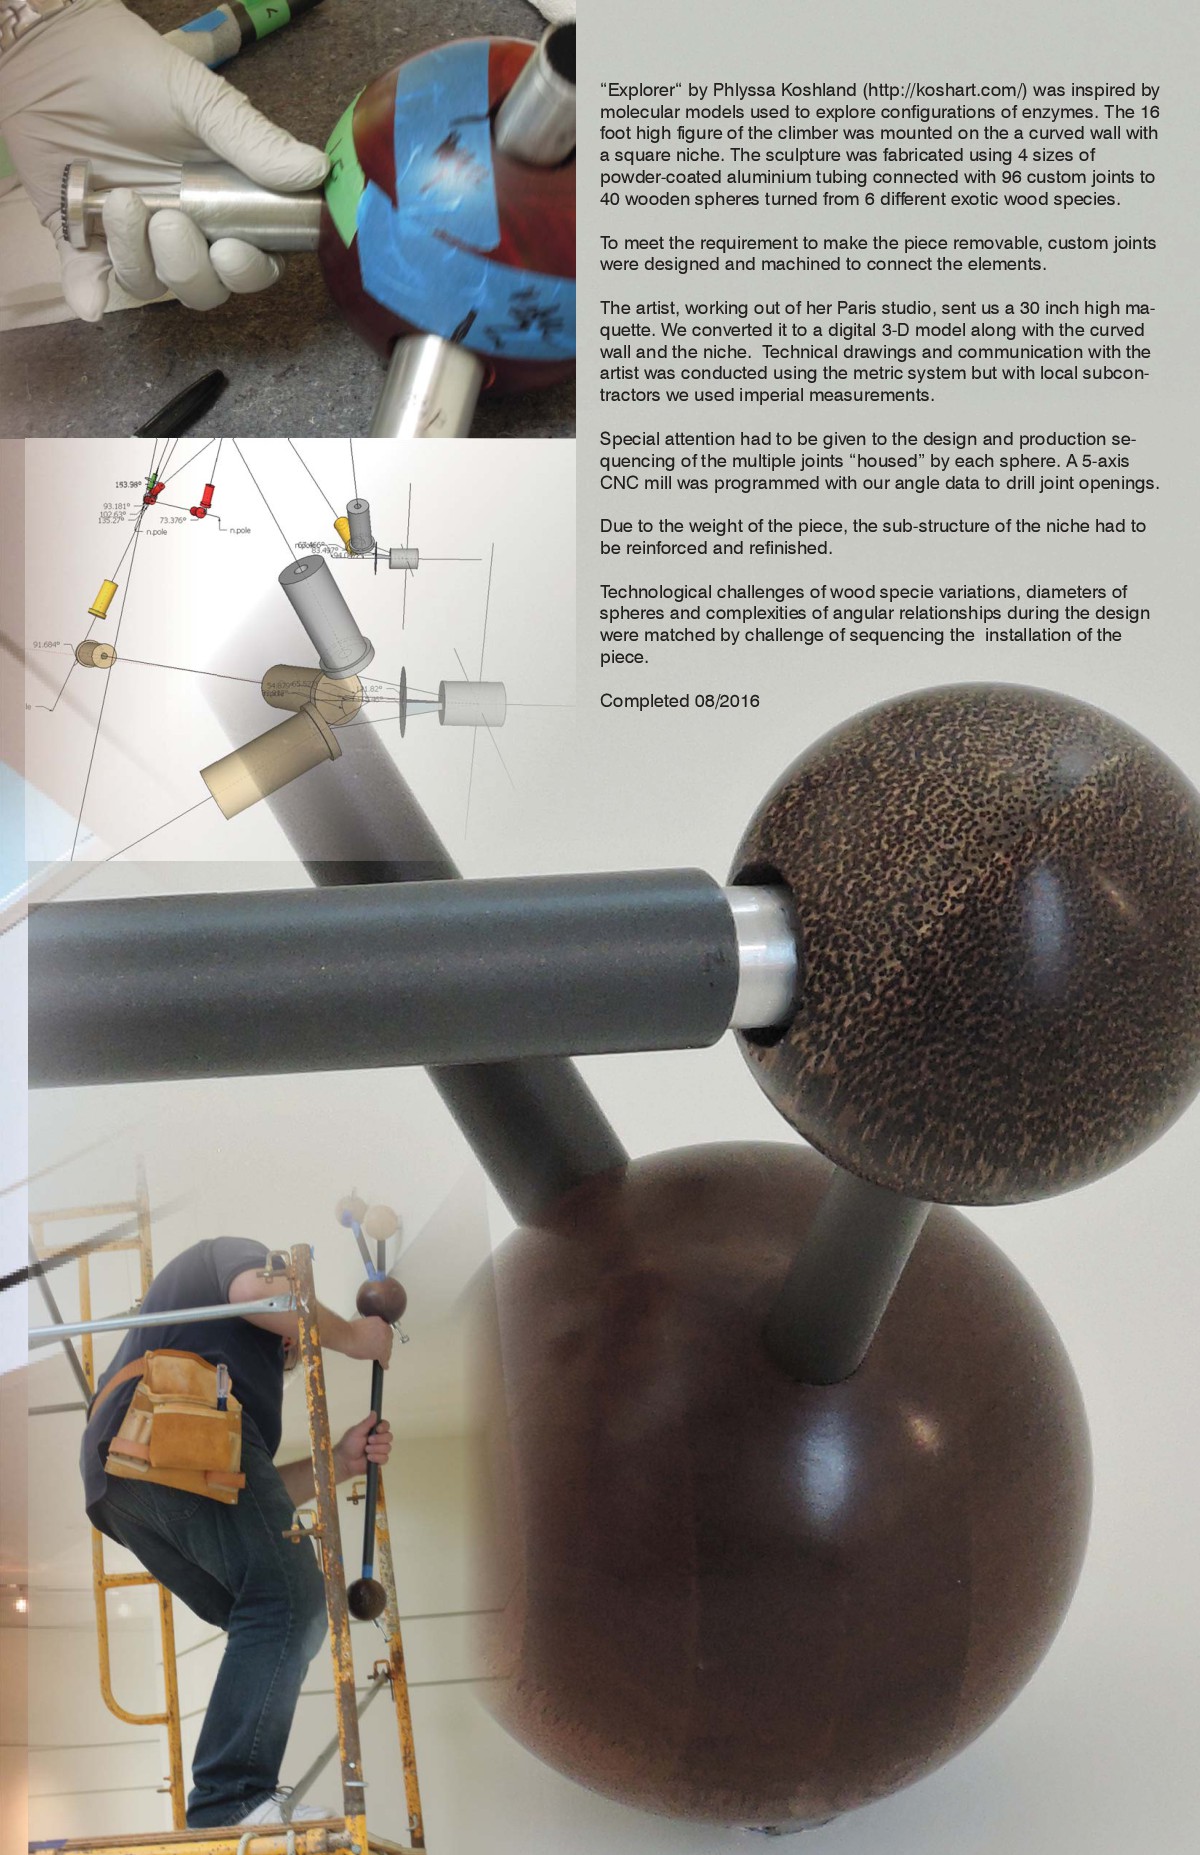 “Explorer“ by Phlyssa Koshland (http://koshart.com/) was inspired by
molecular models used to explore configurations of enzymes. The 16
foot high figure of the climber was mounted on the a curved wall with
a square niche. The sculpture was fabricated using 4 sizes of
powder-coated aluminium tubing connected with 96 custom joints to
40 wooden spheres turned from 6 different exotic wood species.
To meet the requirement to make the piece removable, custom joints
were designed and machined to connect the elements.
The artist, working out of her Paris studio, sent us a 30 inch high ma-
quette. We converted it to a digital 3-D model along with the curved
wall and the niche.  Technical drawings and communication with the
artist was conducted using the metric system but with local subcon-
tractors we used imperial measurements.
Special attention had to be given to the design and production se-
quencing of the multiple joints “housed” by each sphere. A 5-axis
CNC mill was programmed with our angle data to drill joint openings.
Due to the weight of the piece, the sub-structure of the niche had to
be reinforced and refinished.
Technological challenges of wood specie variations, diameters of
spheres and complexities of angular relationships during the design
were matched by challenge of sequencing the  installation of the
piece.
Completed 08/2016
153.98°
93.181°
102.63°
135.27°
73.376°
n.pole
n.pole
83.497°
91.684°